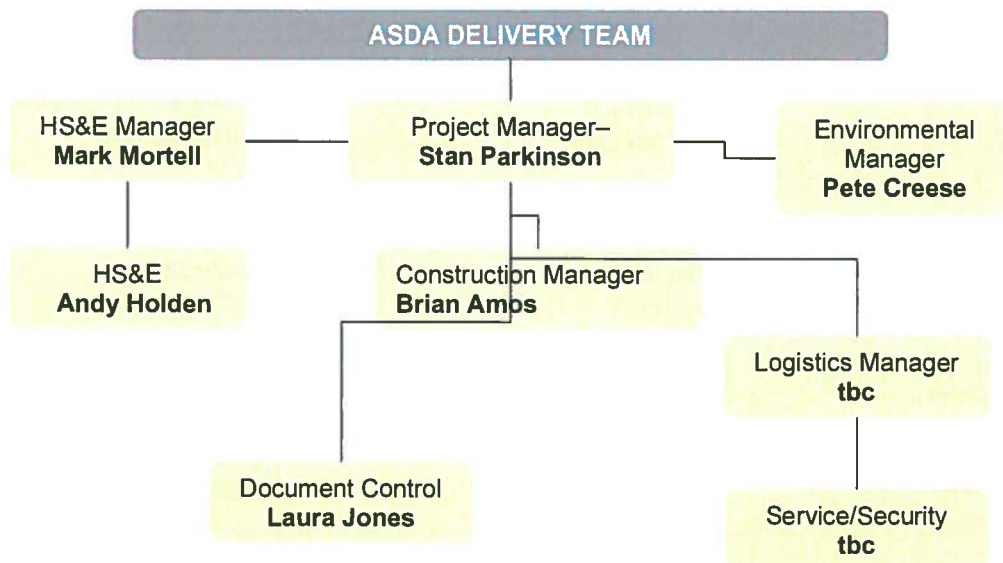 ASDA DELIVERY TEAM
HS&E Manager
Mark Mortell
Project Manager–
Stan Parkinson
Environmental
Manager
Pete Creese
HS&E
Andy Holden
Construction Manager
Brian Amos
Logistics Manager
tbc
Document Control
Laura Jones
Service/Security
tbc